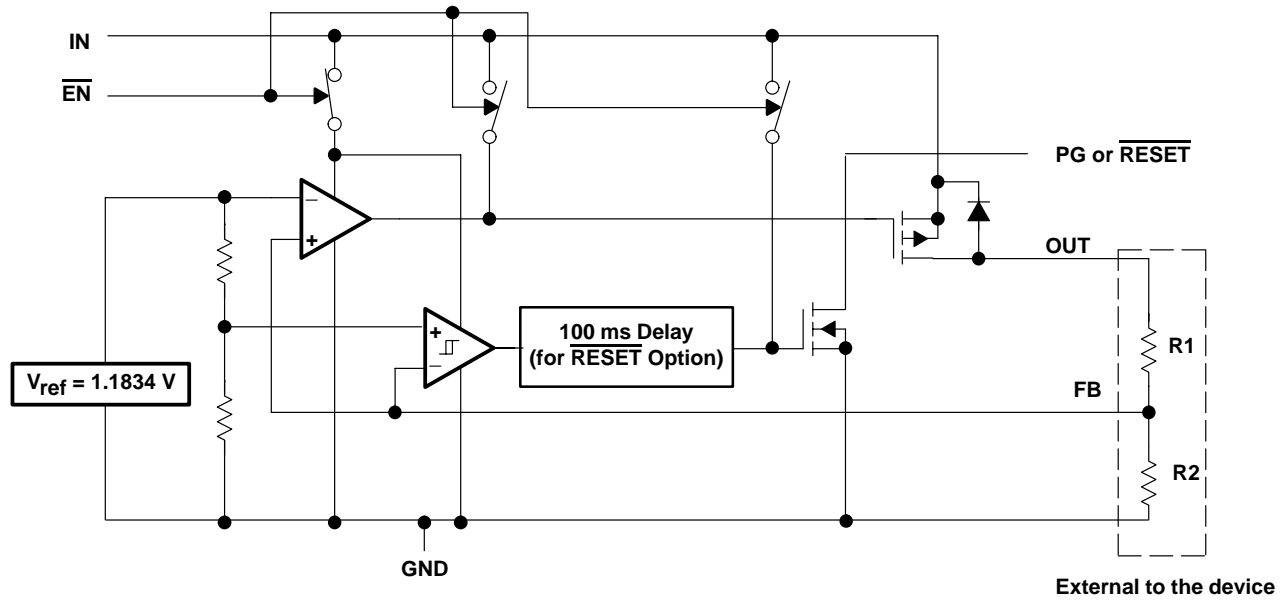 IN
EN
PG or RESET
OUT
−
+
+
−
100 ms Delay
(for RESET Option)
R1
Vref = 1.1834 V
FB
R2
GND
External to the device